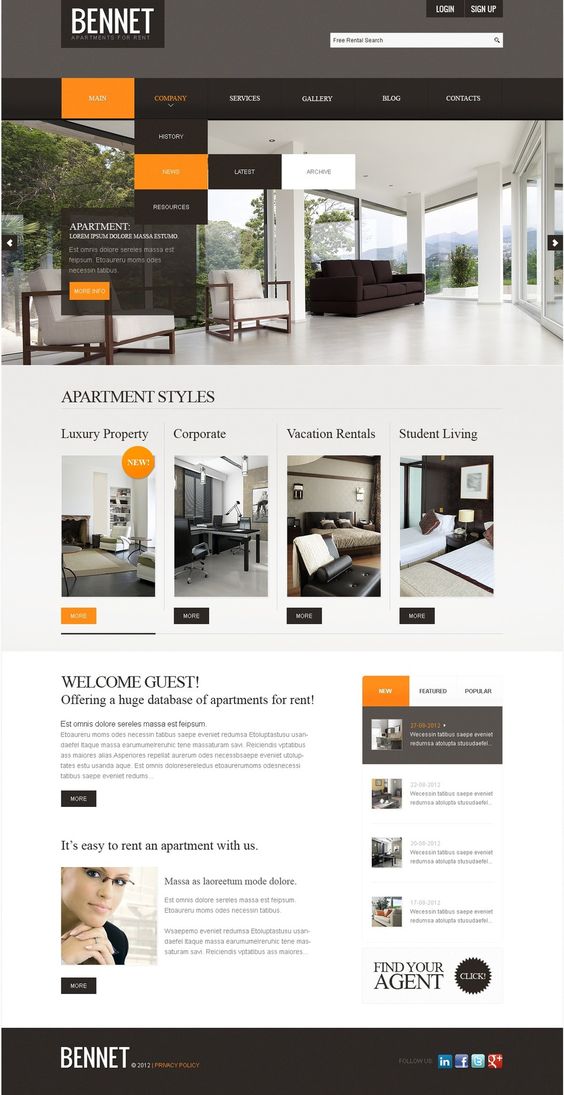 BENNET
APARTMENTS FOR RENT
LOGIN
SIGN UP
Free Rental Search
MAIN
COMPANY
SERVICES
GALLERY
BLOG
CONTACTS
HISTORY
NEWS
LATEST
ARCHIVE
RESOURCES
APARTMENT:
LOREM IPSUM DOLORE MASSA ESTUMO.
Est omnis dolore sereles massa est
feipsum. Etoaureru moms odes
necessin tatibus.
MORE INFO
APARTMENT STYLES
Luxury Property
Corporate
Vacation Rentals
Student Living
NEW!
MORE
MORE
MORE
MORE
WELCOME GUEST!
Offering a huge database of apartments for rent!
Est omnis dolore sereles massa est feipsum.
Etoaureru moms odes necessin tatibus saepe eveniet redumsa Etoluptastusu usan-
daefel Itaque massa earumumelreruhic tene massaturam savi. Reiciendis vptatibus
ass maiores alias.Asperiores repellat aurerum odes necessbsaepe eveniet utolup-
tates estu usanda aque. Est omnis doloresereledus etoaurerumoms odesnecessi
tatibus saepe eveniet redums...
MORE
NEW
FEATURED
POPULAR
27-09-2012
Wecessin tatibus saepe eveniet
redumsa atolupta stusudaefel...
22-09-2012
Wecessin tatibus saepe eveniet
redumsa atolupta stusudaefel...
20-09-2012
Wecessin tatibus saepe eveniet
redumsa atolupta stusudaefel...
17-09-2012
Wecessin tatibus saepe eveniet
redumsa atolupta stusudaefel...
It's easy to rent an apartment with us.
Massa as laoreetum mode dolore.
Est omnis dolore sereles massa est feipsum.
Etoaureru moms odes necessin tatibus.
Wsaepemo eveniet redumsa Etoluptastusu usan-
daefel Itaque massa earumumelreruhic tene mas-
saturam savi. Reiciendis vptatibus ass maiores...
MORE
FIND YOUR
AGENT
CLICK!
BENNET © 2012 | PRIVACY POLICY
FOLLOW US: